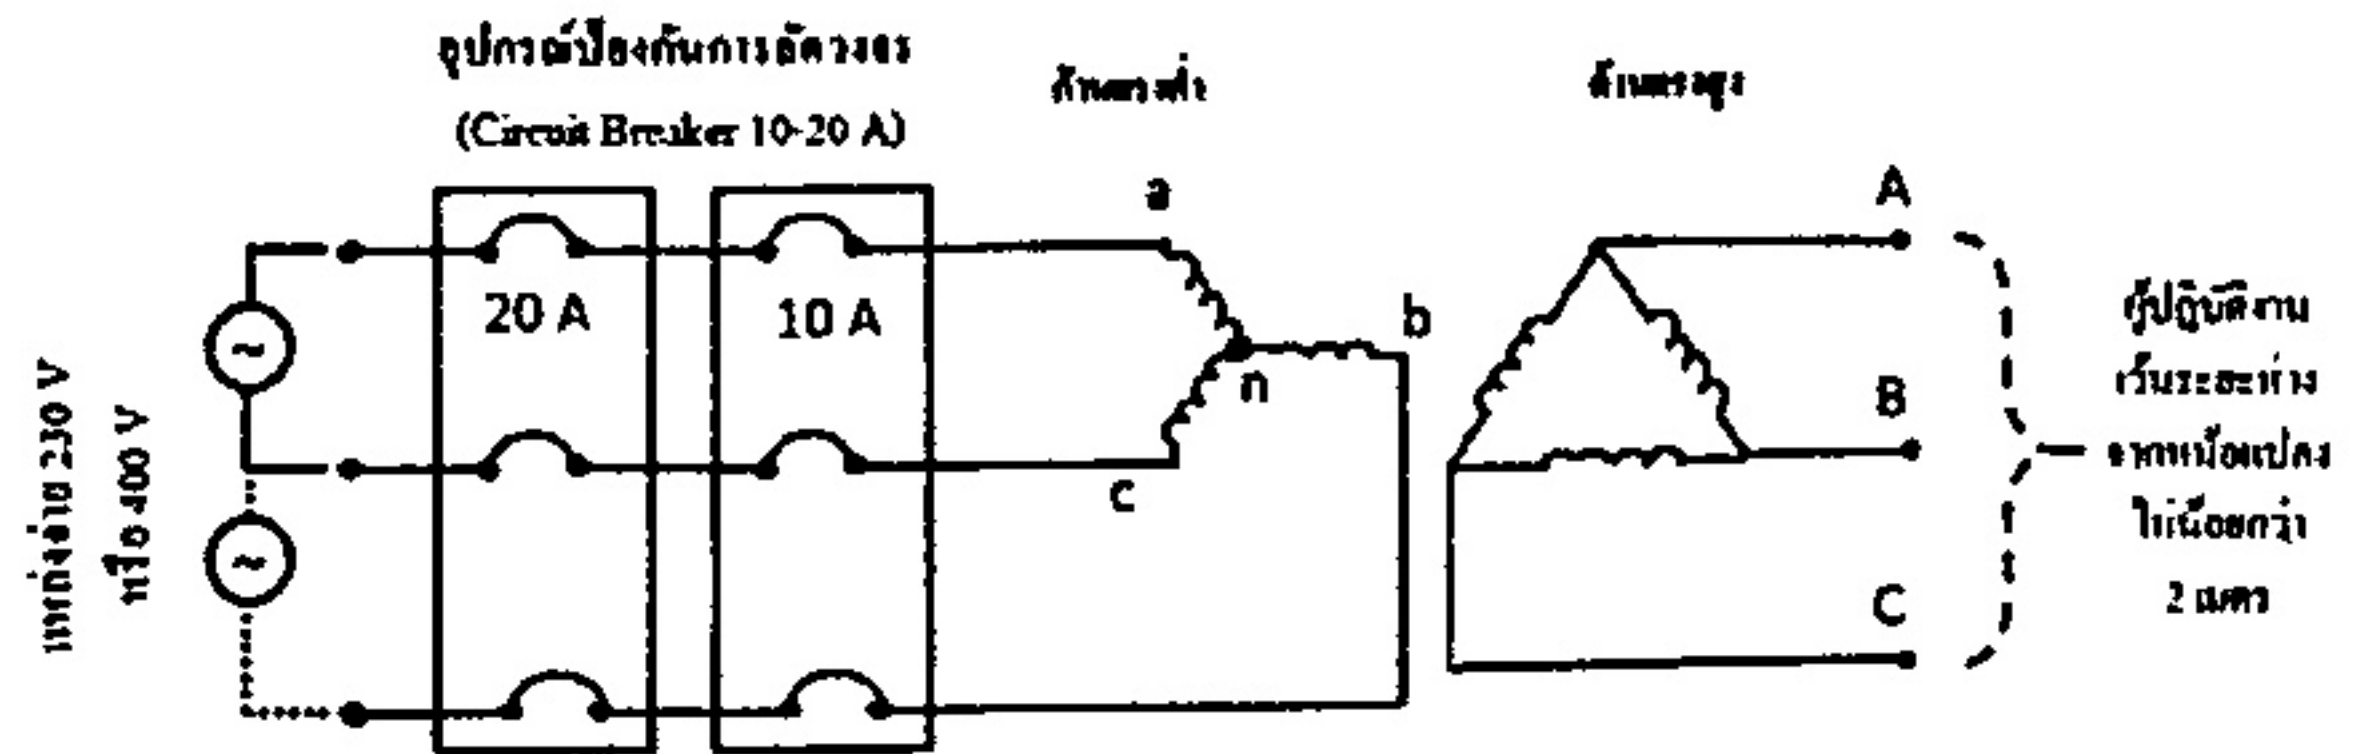 อุปกรณ์ป้องกันการลัดวงจร
(Circuit Breaker 10-20 A)
ด้านแรงต่ำ
ด้านแรงสูง
a
A
20 A
10 A
b
n
B
c
C
แหล่งจ่าย 230 V
หรือ 400 V
ผู้ปฏิบัติงาน
เว้นระยะห่าง
จากหม้อแปลง
ไม่น้อยกว่า
2 เมตร